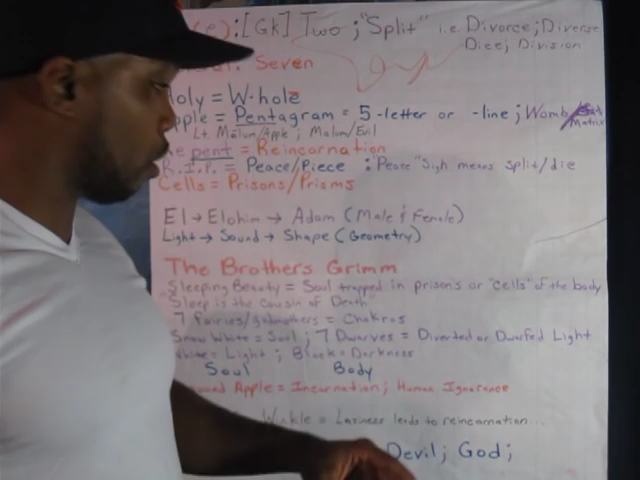 [Gk] Two ; "Split" i.e. Divorce; Diverse
Dice; Division
Seven
Holy = W·hole
Apple = Pentagram = 5-letter or -line ; Womb/
Lt. Malum/Apple ; Malum/Evil
pent = Reincarnation
R.I.P. = Peace/Piece : "Peace" Sign means split/die
Cells = Prisons/Prisms
El → Elohim → Adam (Male & Female)
Light → Sound → Shape (Geometry)
The Brothers Grimm
Sleeping Beauty = Soul trapped in prisons or "cells" of the body
"Sleep is the cousin of Death
7 Fairies/godmothers = Chakras
Snow White = Soul ; 7 Dwarves = Diverted or Dwarfed Light
White = Light ; Black = Darkness
Soul Body
Apple = Incarnation ; Human Ignorance
Winkle = Laziness leads to reincarnation...
Devil; God;